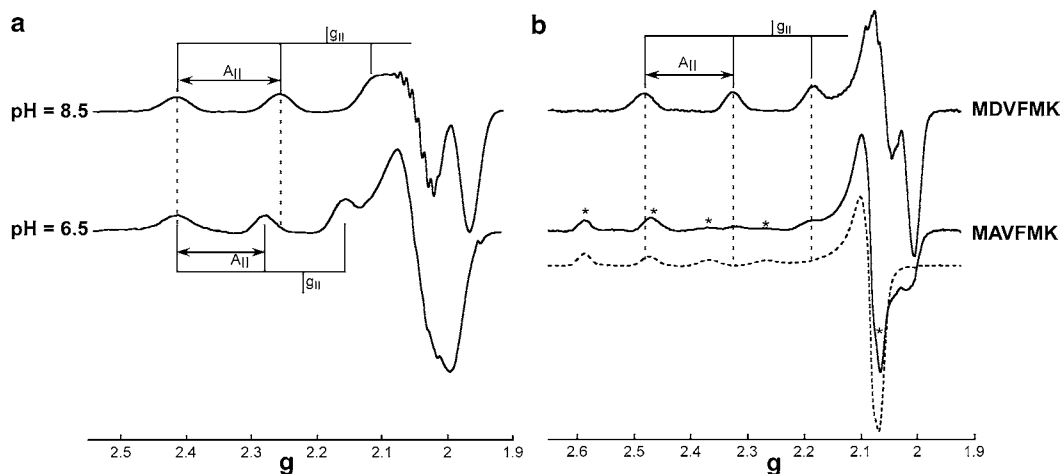 a
g||
A||
pH = 8.5
pH = 6.5
A||
g||
2.5 2.4 2.3 2.2 2.1 2 1.9
g
b
g||
A||
MDVFMK
* * * *
MAVFMK
*
2.6 2.5 2.4 2.3 2.2 2.1 2 1.9
g